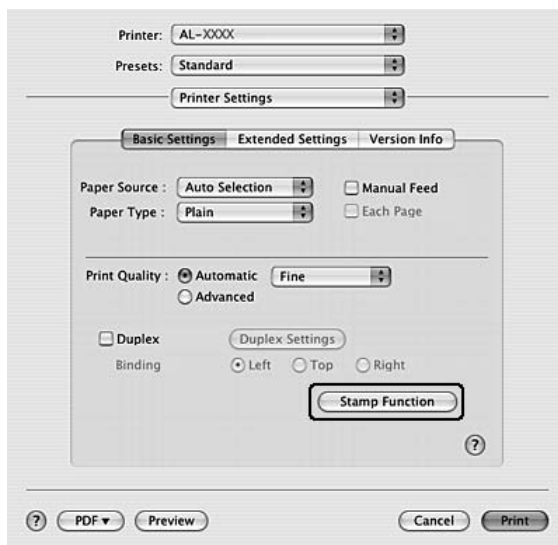 Printer: AL-XXXX
Presets: Standard
Printer Settings
Basic Settings Extended Settings Version Info
Paper Source : Auto Selection Manual Feed
Paper Type : Plain Each Page
Print Quality : Automatic Fine
Advanced
Duplex Duplex Settings
Binding Left Top Right
Stamp Function
?
? PDF▼ Preview Cancel Print